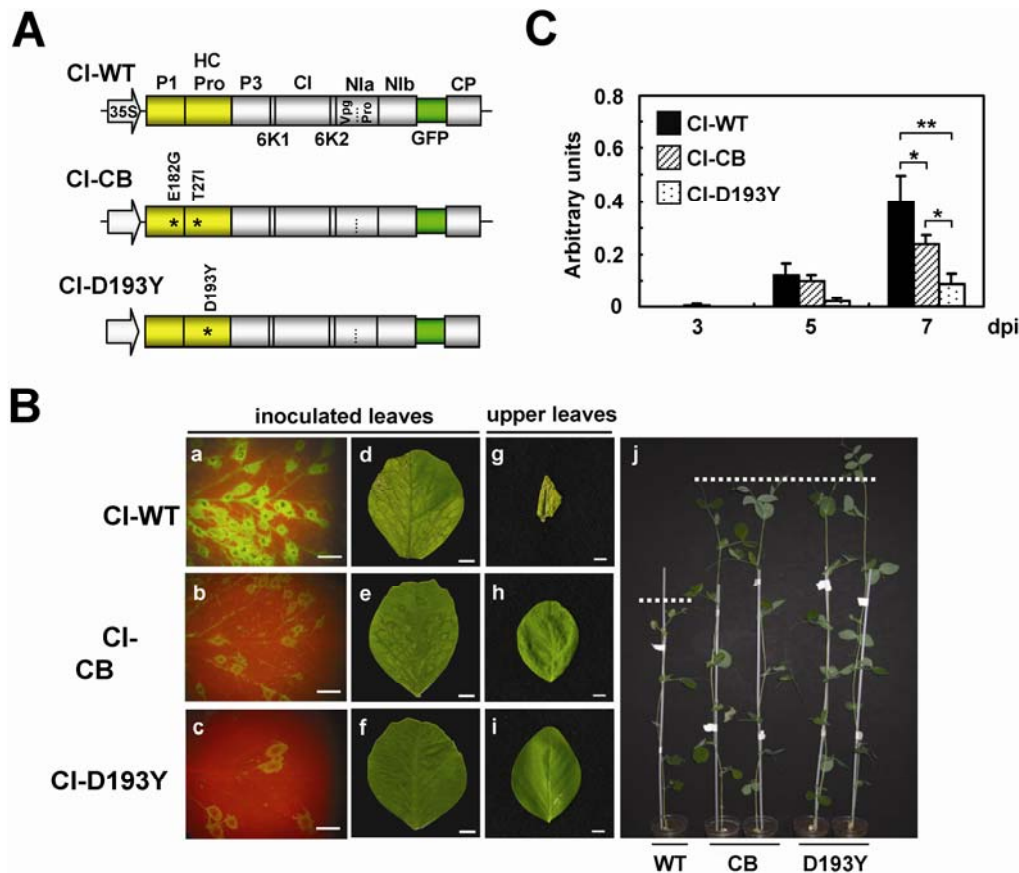 A
CI-WT
P1
HC
Pro
P3
CI
NIa
NIb
CP
35S
Vpg
Pro
6K1
6K2
GFP
CI-CB
E182G
T27I
* *
CI-D193Y
D193Y
*
C
Arbitrary units
0.8
0.6
0.4
0.2
0
CI-WT
CI-CB
CI-D193Y
**
*
*
3 5 7 dpi
B
inoculated leaves upper leaves
CI-WT
a d g j
CI-
CB
b e h
CI-D193Y
c f i
WT CB D193Y